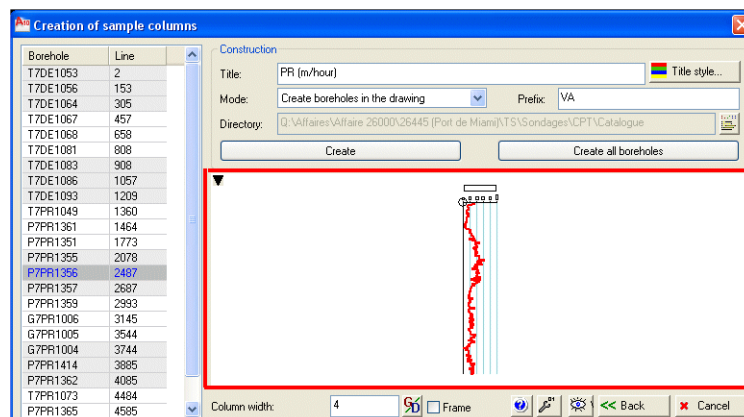 Creation of sample columns
Borehole Line
T7DE1053 2
T7DE1056 153
T7DE1064 305
T7DE1067 457
T7DE1068 658
T7DE1081 808
T7DE1083 908
T7DE1086 1057
T7DE1093 1209
T7PR1049 1360
P7PR1361 1464
P7PR1351 1773
P7PR1355 2078
P7PR1356 2487
P7PR1357 2687
P7PR1359 2993
G7PR1006 3145
G7PR1005 3544
G7PR1004 3744
P7PR1414 3885
P7PR1362 4085
T7PR1073 4484
P7PR1365 4585
Construction
Title: PR (m/hour) Title style...
Mode: Create boreholes in the drawing Prefix: VA
Directory: Q:\Affaires\Affaire 26000\26445 (Port de Miami)\TS\Sondages\CPT\Catalogue
Create Create all boreholes
Column width: 4 Frame << Back Cancel